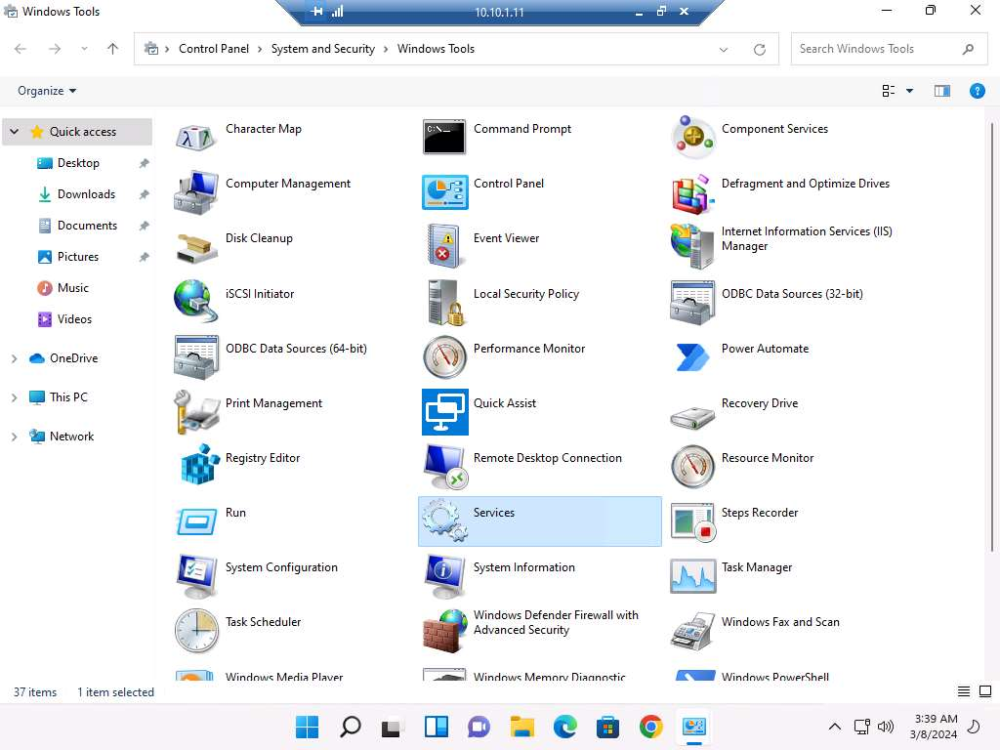 Windows Tools
10.10.1.11
Control Panel > System and Security > Windows Tools
Search Windows Tools
Organize
Quick access
Desktop
Downloads
Documents
Pictures
Music
Videos
OneDrive
This PC
Network
Character Map
Command Prompt
Component Services
Computer Management
Control Panel
Defragment and Optimize Drives
Disk Cleanup
Event Viewer
Internet Information Services (IIS)
Manager
iSCSI Initiator
Local Security Policy
ODBC Data Sources (32-bit)
ODBC Data Sources (64-bit)
Performance Monitor
Power Automate
Print Management
Quick Assist
Recovery Drive
Registry Editor
Remote Desktop Connection
Resource Monitor
Run
Services
Steps Recorder
System Configuration
System Information
Task Manager
Task Scheduler
Windows Defender Firewall with
Advanced Security
Windows Fax and Scan
Windows Media Player
Windows Memory Diagnostic
Windows PowerShell
37 items
1 item selected
3:39 AM
3/8/2024